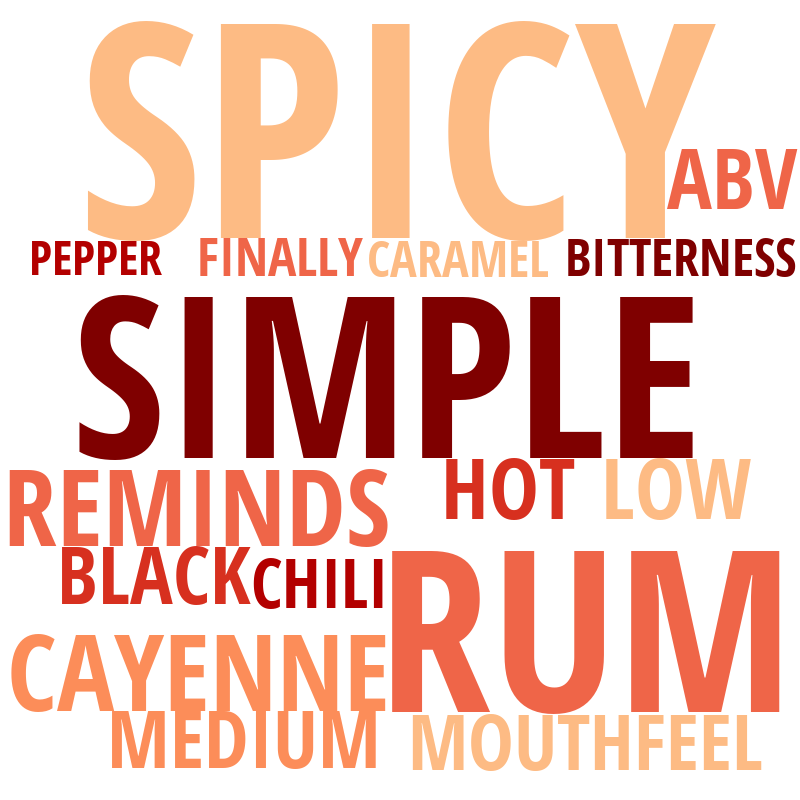 SPICY
ABV
PEPPER FINALLY CARAMEL BITTERNESS
SIMPLE
REMINDS HOT LOW
BLACK CHILI RUM
CAYENNE
MEDIUM MOUTHFEEL